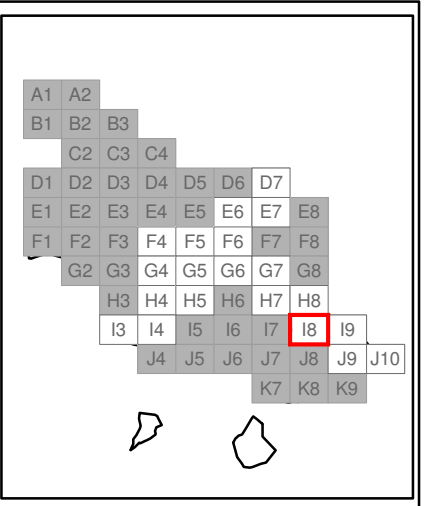 A1 A2
B1 B2 B3
C2 C3 C4
D1 D2 D3 D4 D5 D6 D7
E1 E2 E3 E4 E5 E6 E7 E8
F1 F2 F3 F4 F5 F6 F7 F8
G2 G3 G4 G5 G6 G7 G8
H3 H4 H5 H6 H7 H8
I3 I4 I5 I6 I7 I8 I9
J4 J5 J6 J7 J8 J9 J10
K7 K8 K9